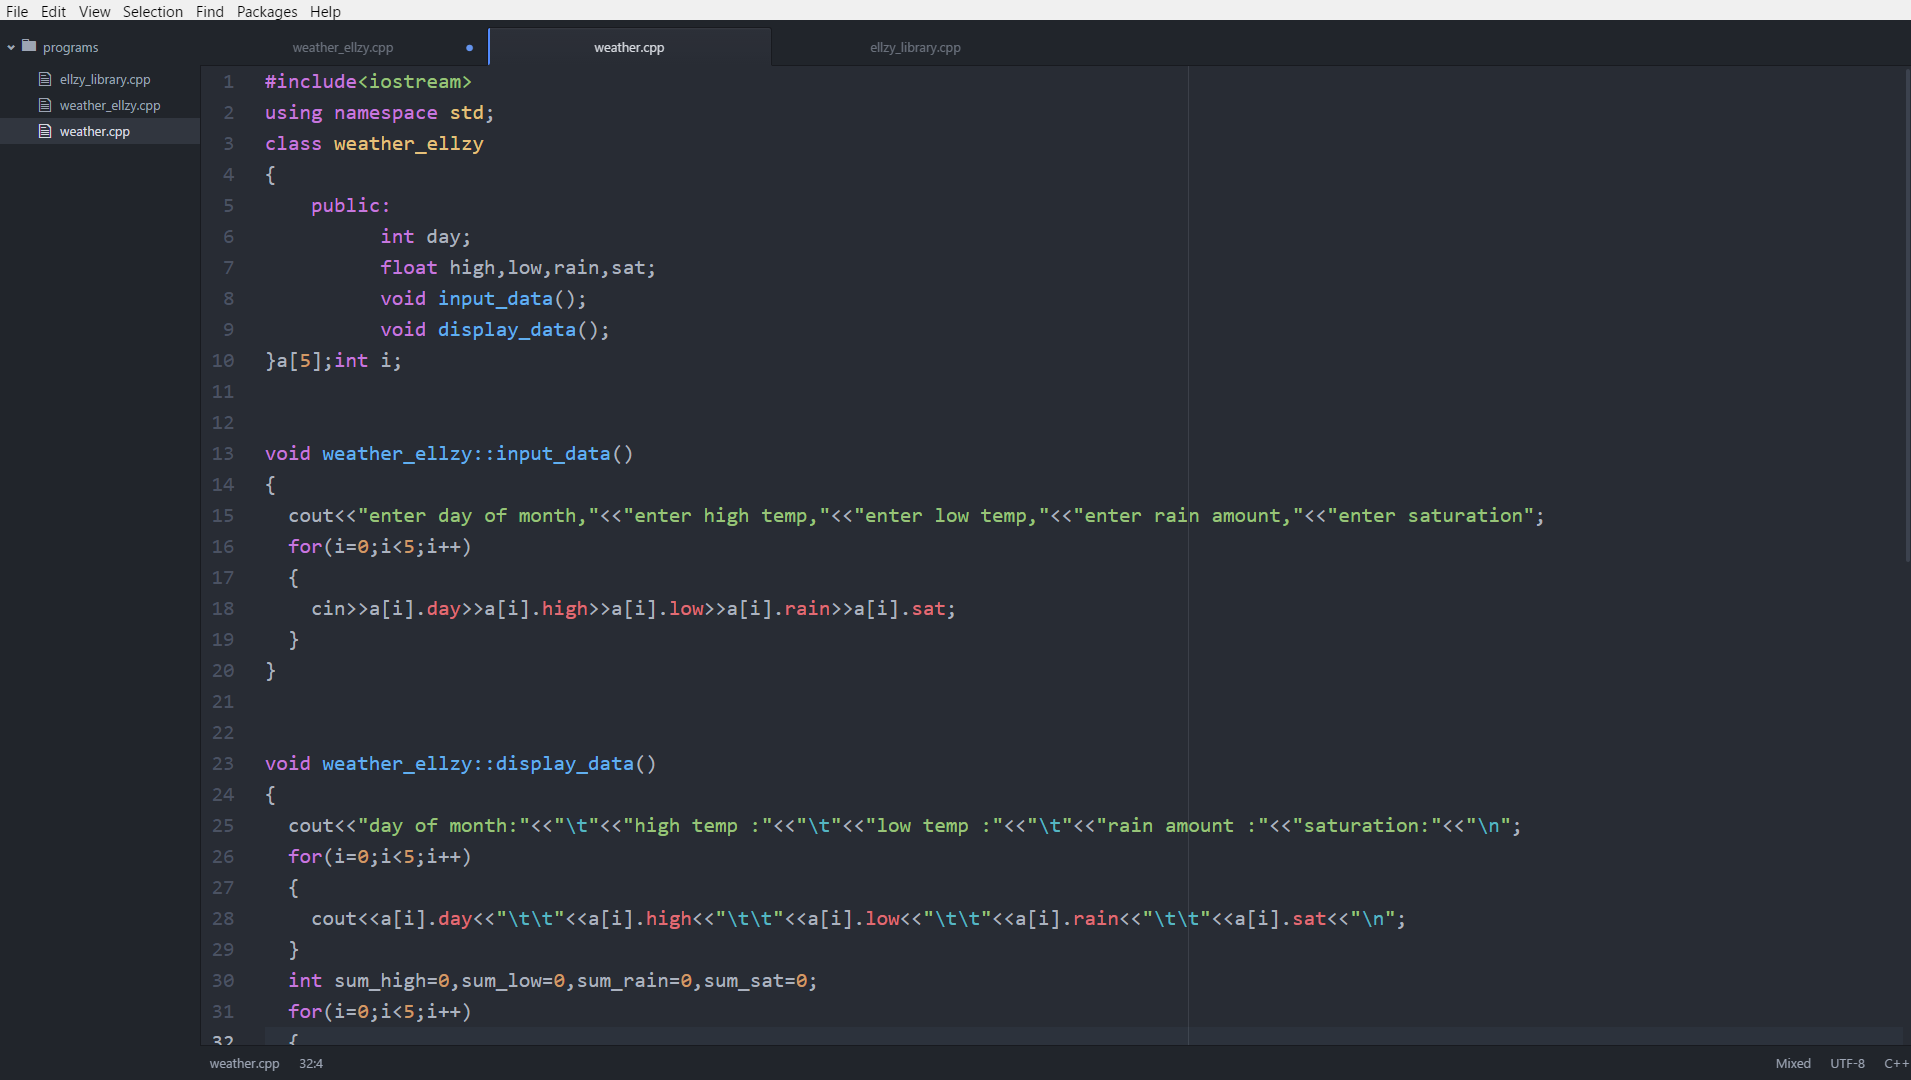 File Edit View Selection Find Packages Help
programs
ellzy_library.cpp
weather_ellzy.cpp
weather.cpp
weather_ellzy.cpp weather.cpp ellzy_library.cpp
1 #include<iostream>
2 using namespace std;
3 class weather_ellzy
4 {
5     public:
6           int day;
7           float high,low,rain,sat;
8           void input_data();
9           void display_data();
10 }a[5];int i;
11
12
13 void weather_ellzy::input_data()
14 {
15   cout<<"enter day of month,"<<"enter high temp,"<<"enter low temp,"<<"enter rain amount,"<<"enter saturation";
16   for(i=0;i<5;i++)
17   {
18     cin>>a[i].day>>a[i].high>>a[i].low>>a[i].rain>>a[i].sat;
19   }
20 }
21
22
23 void weather_ellzy::display_data()
24 {
25   cout<<"day of month:"<<"\t"<<"high temp :"<<"\t"<<"low temp :"<<"\t"<<"rain amount :"<<"saturation:"<<"\n";
26   for(i=0;i<5;i++)
27   {
28     cout<<a[i].day<<"\t\t"<<a[i].high<<"\t\t"<<a[i].low<<"\t\t"<<a[i].rain<<"\t\t"<<a[i].sat<<"\n";
29   }
30   int sum_high=0,sum_low=0,sum_rain=0,sum_sat=0;
31   for(i=0;i<5;i++)
32   {
weather.cpp 32:4 Mixed UTF-8 C++